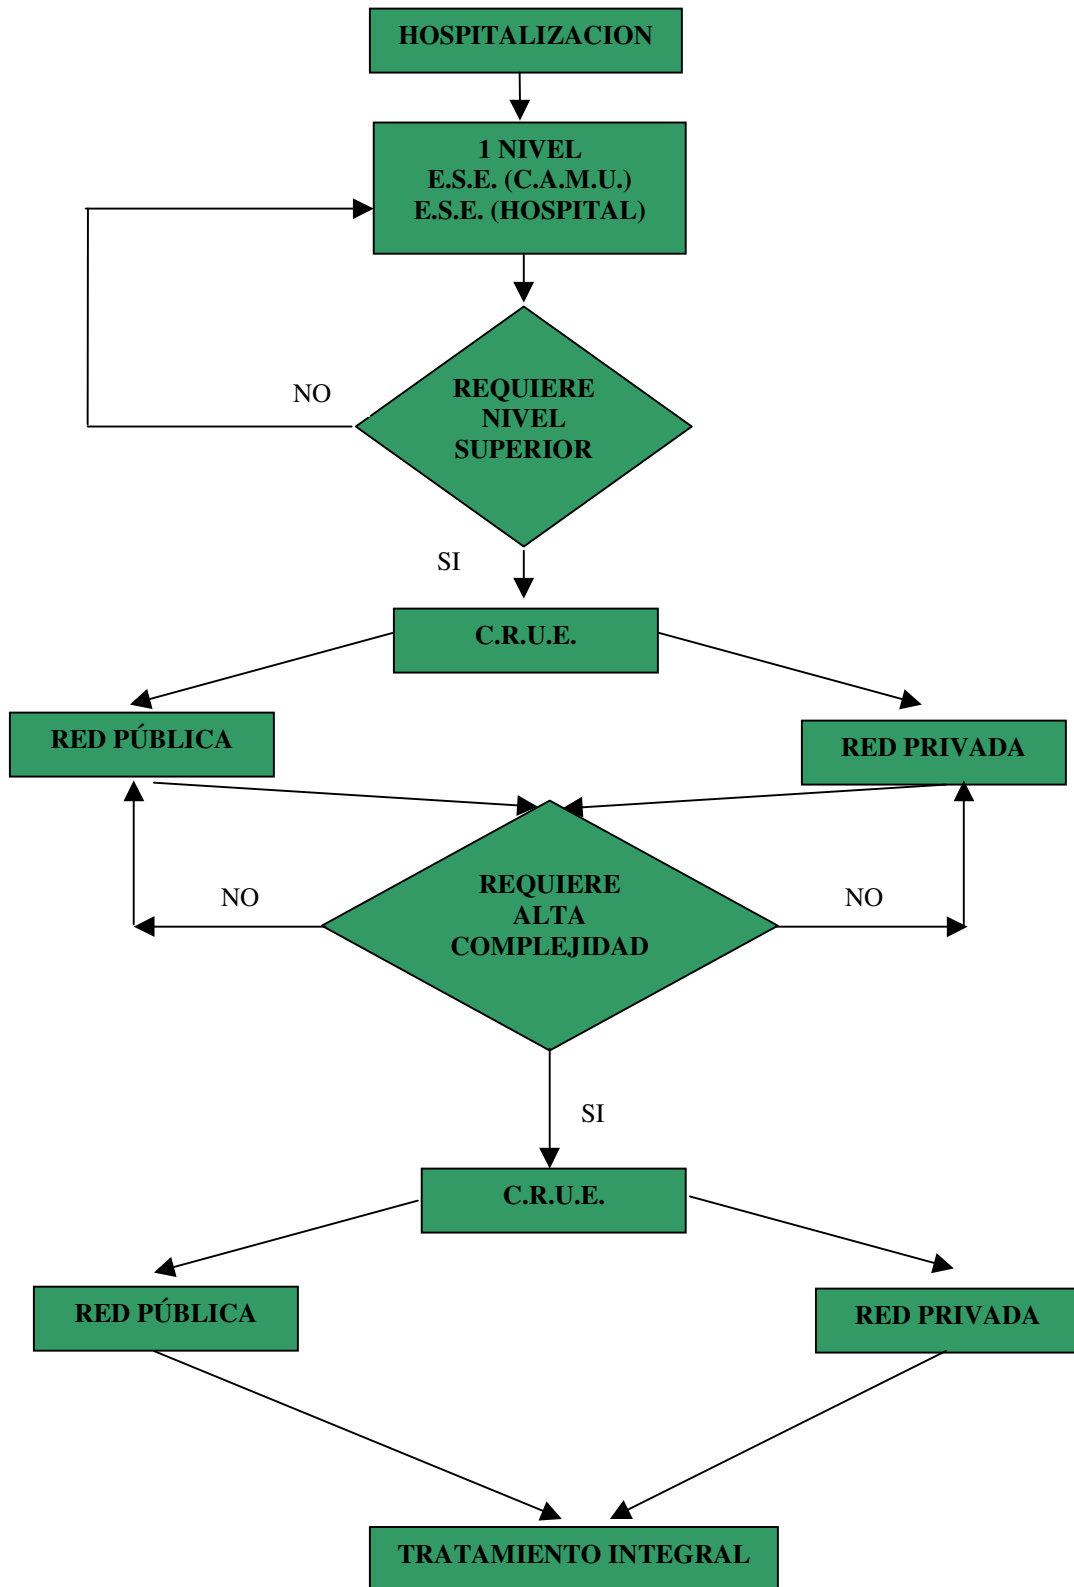 HOSPITALIZACION
1 NIVEL
E.S.E. (C.A.M.U.)
E.S.E. (HOSPITAL)
NO
REQUIERE
NIVEL
SUPERIOR
SI
C.R.U.E.
RED PÚBLICA
RED PRIVADA
NO
REQUIERE
ALTA
COMPLEJIDAD
NO
SI
C.R.U.E.
RED PÚBLICA
RED PRIVADA
TRATAMIENTO INTEGRAL